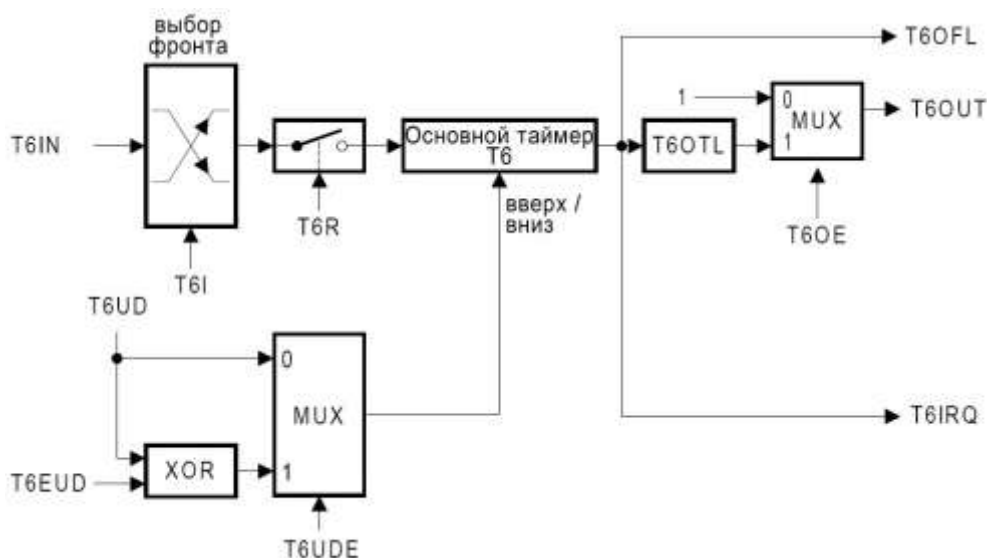 выбор
фронта
T6OFL
1
0
MUX
1
T6OUT
T6IN
Основной таймер
T6
T6OTL
T6R
вверх /
вниз
T6OE
T6I
T6UD
0
MUX
1
T6IRQ
XOR
T6EUD
T6UDE